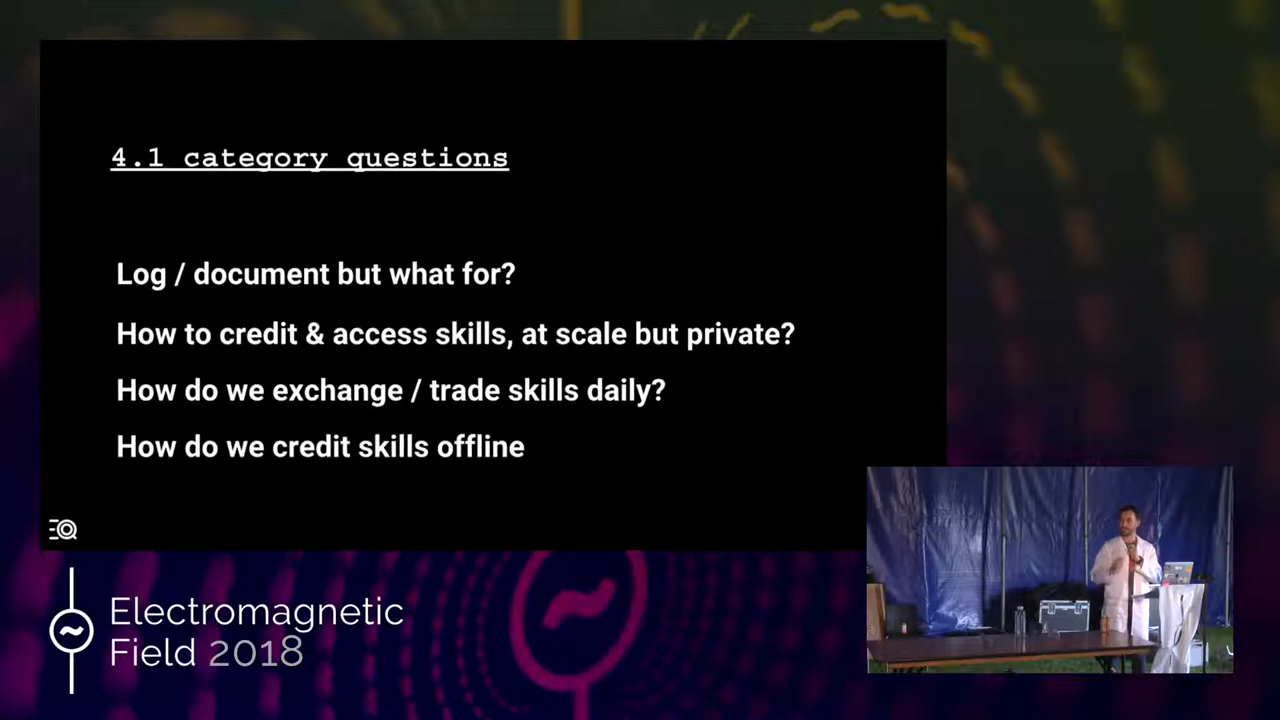 4.1 category questions
Log / document but what for?
How to credit & access skills, at scale but private?
How do we exchange / trade skills daily?
How do we credit skills offline
Electromagnetic
Field 2018